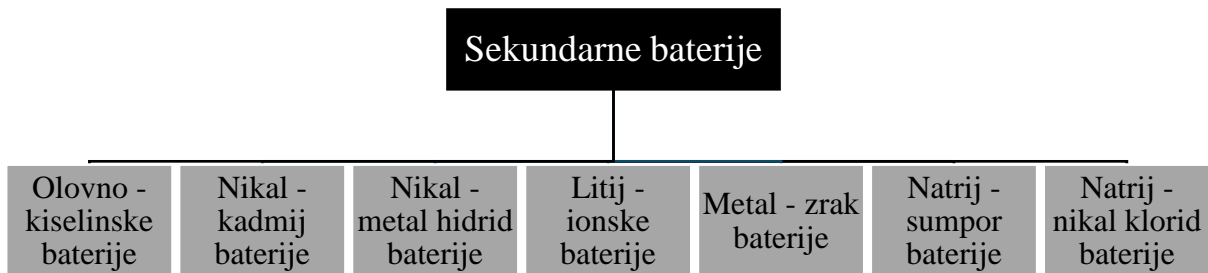 Sekundarne baterije
Olovno -
kiselinske
baterije
Nikal -
kadmij
baterije
Nikal -
metal hidrid
baterije
Litij -
ionske
baterije
Metal - zrak
baterije
Natrij -
sumpor
baterije
Natrij -
nikal klorid
baterije